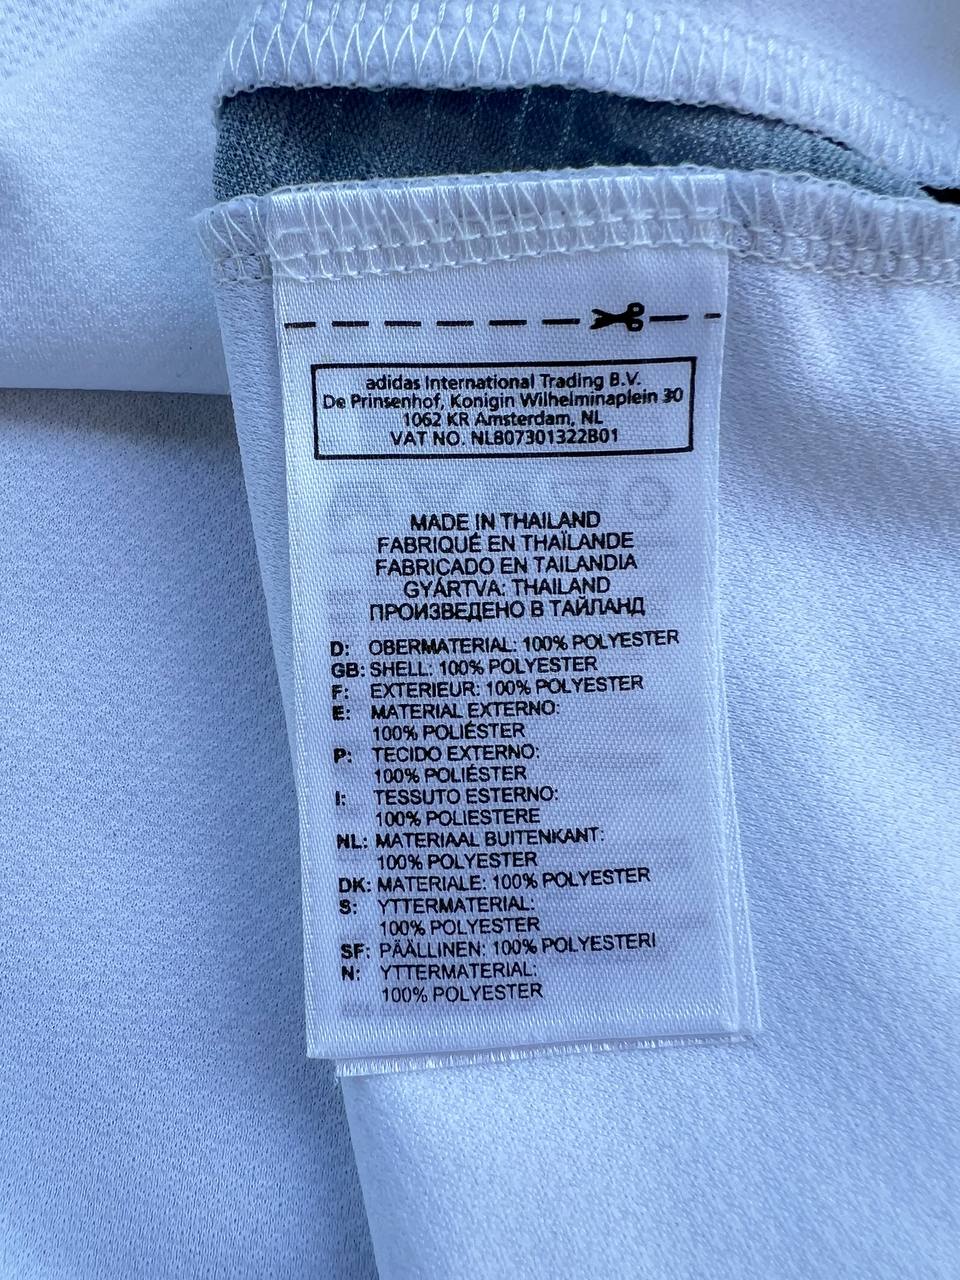 adidas International Trading B.V.
De Prinsenhof, Konigin Wilhelminaplein 30
1062 KR Amsterdam, NL
VAT NO. NL807301322B01
MADE IN THAILAND
FABRIQUÉ EN THAÏLANDE
FABRICADO EN TAILANDIA
GYÁRTVA: THAILAND
ПРОИЗВЕДЕНО В ТАЙЛАНД
D: OBERMATERIAL: 100% POLYESTER
GB: SHELL: 100% POLYESTER
F: EXTERIEUR: 100% POLYESTER
E: MATERIAL EXTERNO:
100% POLIÉSTER
P: TECIDO EXTERNO:
100% POLIÉSTER
I: TESSUTO ESTERNO:
100% POLIESTERE
NL: MATERIAAL BUITENKANT:
100% POLYESTER
DK: MATERIALE: 100% POLYESTER
S: YTTERMATERIAL:
100% POLYESTER
SF: PÄÄLLINEN: 100% POLYESTERI
N: YTTERMATERIAL:
100% POLYESTER